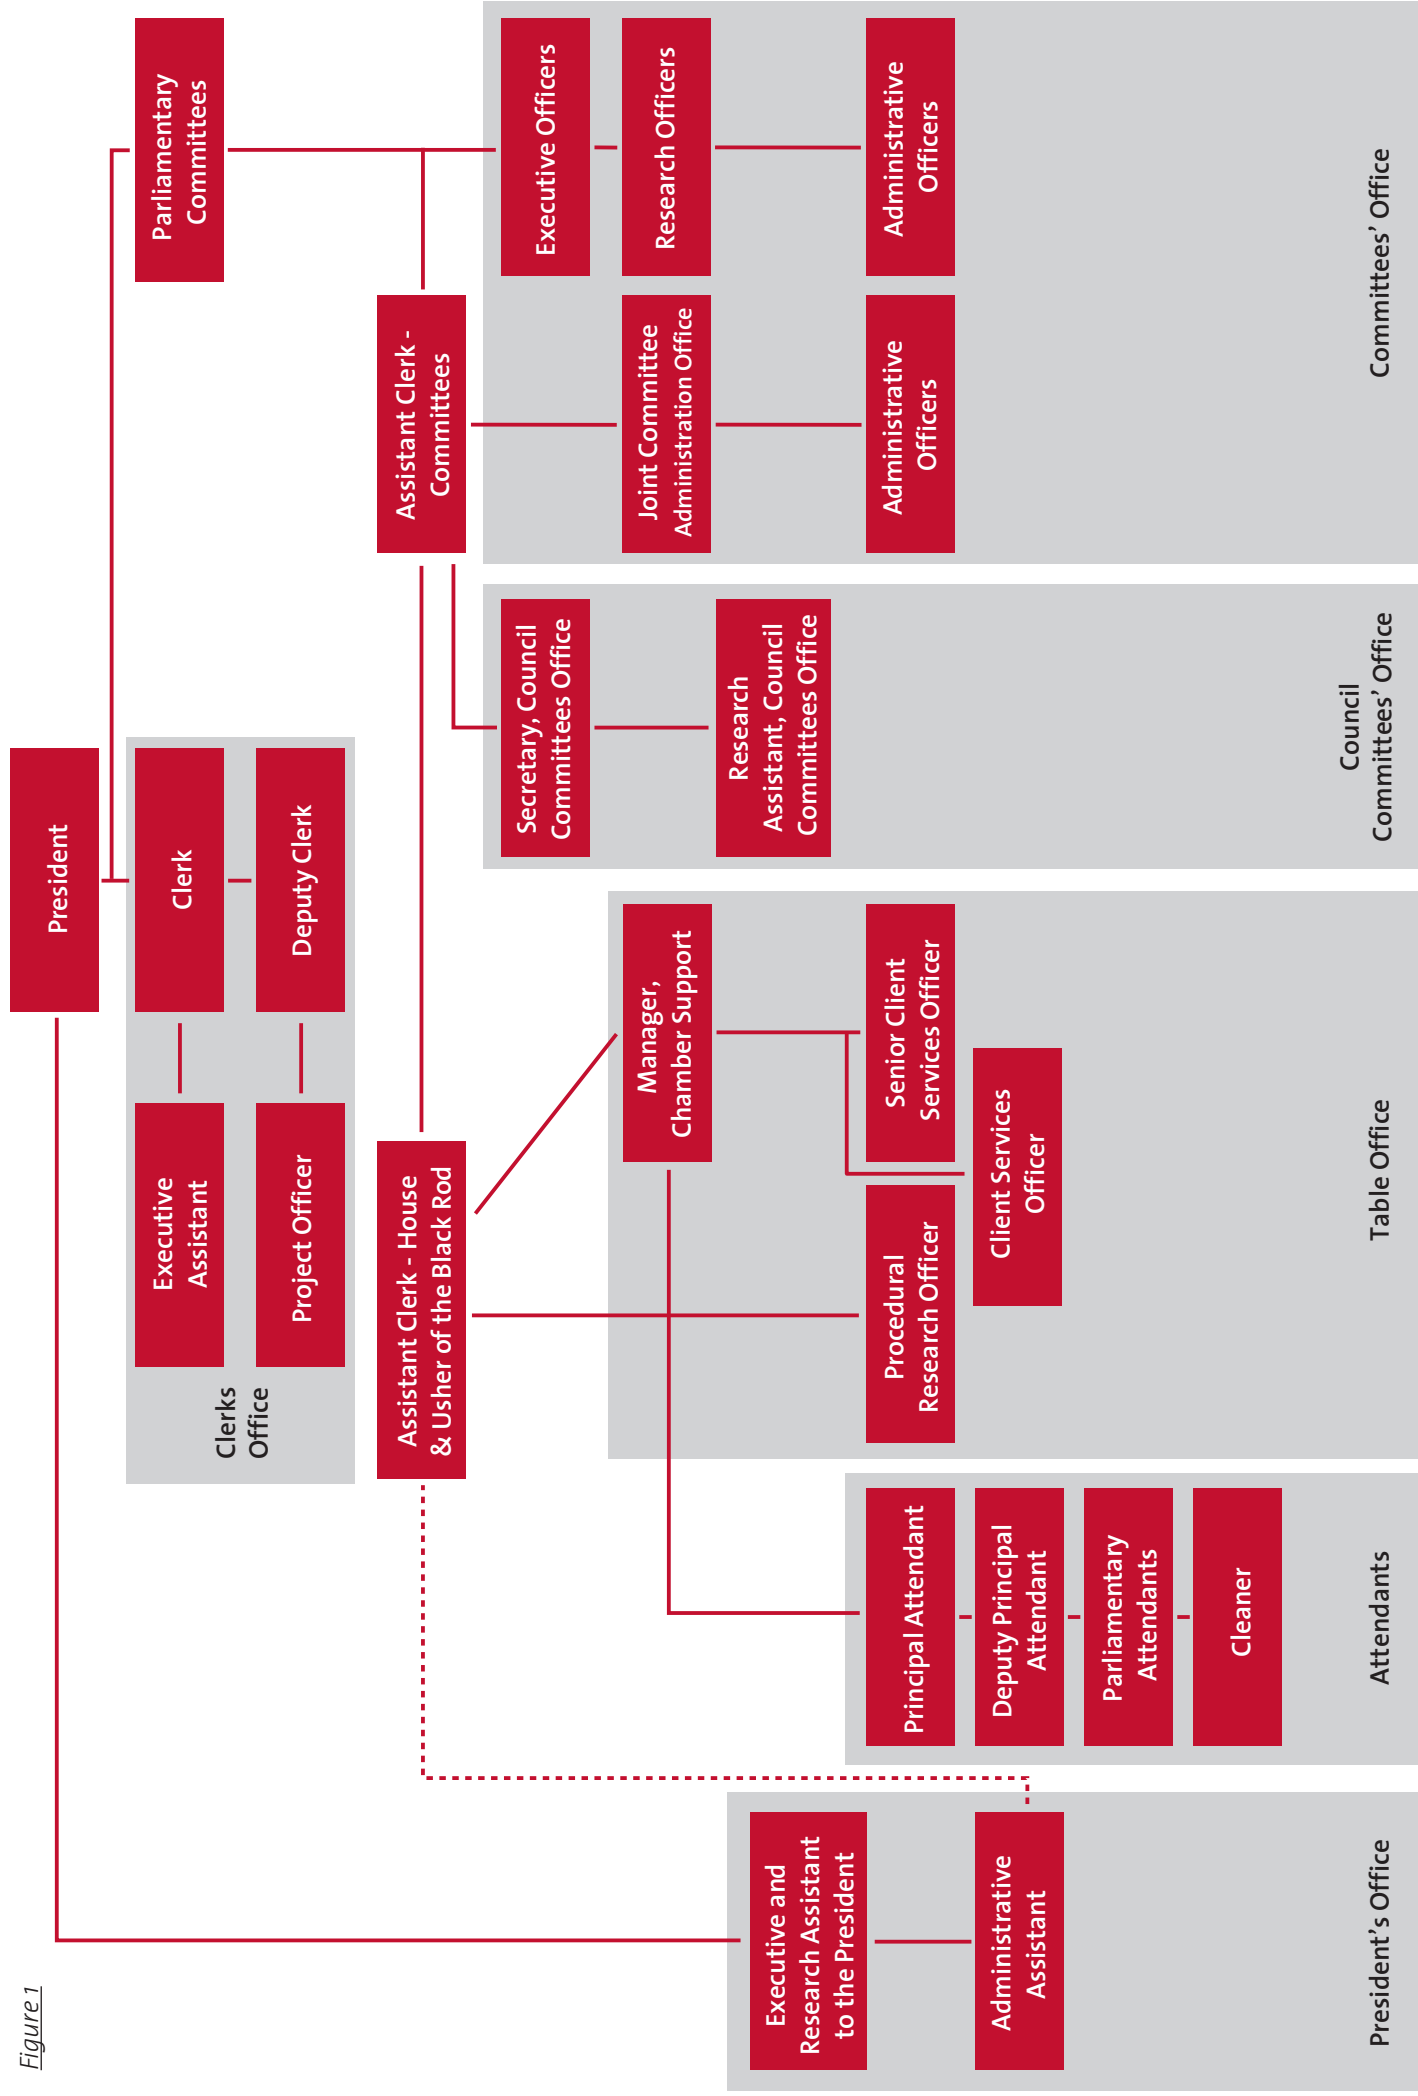 Figure 1
President
Clerk
Deputy Clerk
Executive
Assistant
Project Officer
Clerks
Office
Parliamentary
Committees
Assistant Clerk - House
& Usher of the Black Rod
Assistant Clerk -
Committees
Executive and
Research Assistant
to the President
Administrative
Assistant
President's Office
Principal Attendant
Deputy Principal
Attendant
Parliamentary
Attendants
Cleaner
Attendants
Manager,
Chamber Support
Procedural
Research Officer
Senior Client
Services Officer
Client Services
Officer
Table Office
Secretary, Council
Committees Office
Research
Assistant, Council
Committees Office
Council
Committees’ Office
Joint Committee
Administration Office
Administrative
Officers
Executive Officers
Research Officers
Administrative
Officers
Committees’ Office